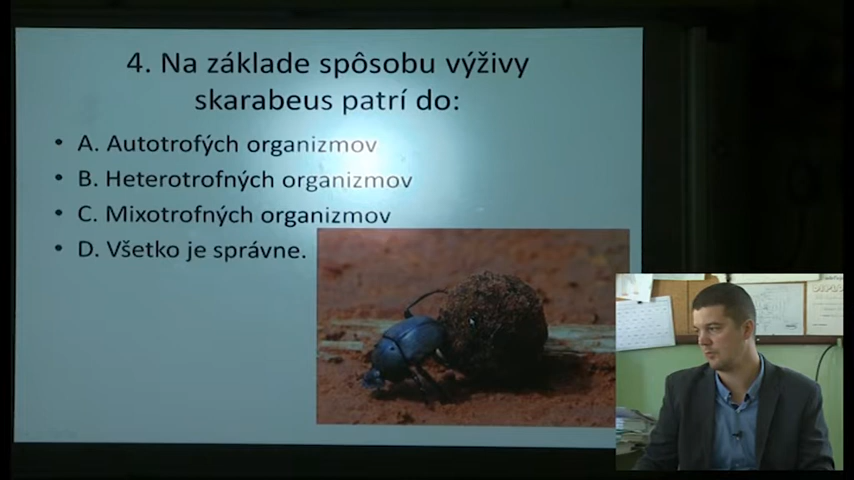 4. Na základe spôsobu výživy
skarabeus patrí do:
• A. Autotrofých organizmov
• B. Heterotrofných organizmov
• C. Mixotrofných organizmov
• D. Všetko je správne.